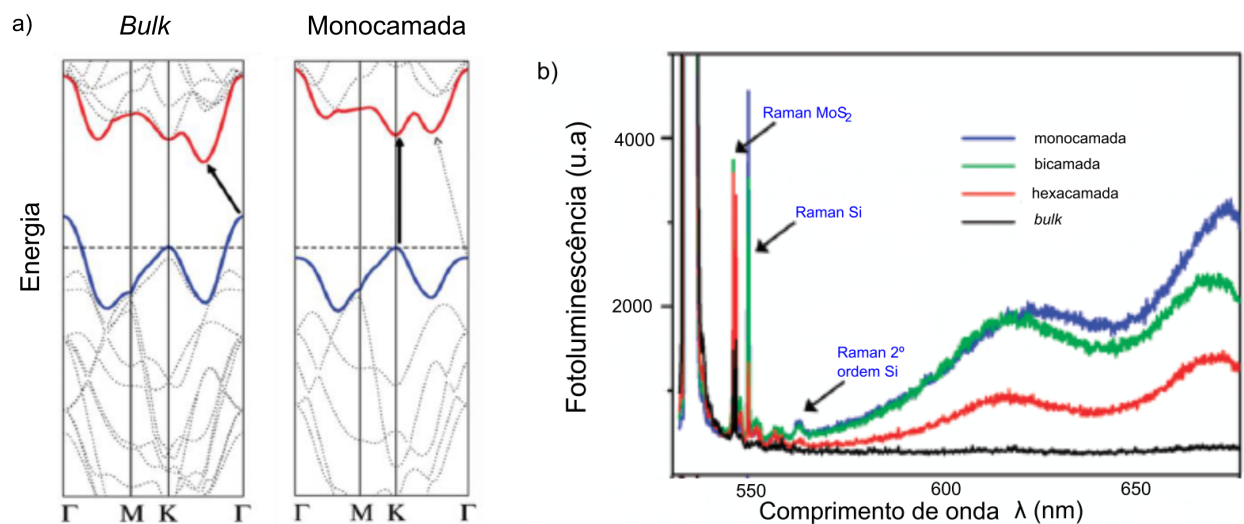 a)
Bulk
Monocamada
Energia
Γ M K Γ
Γ M K Γ
b)
Fotoluminescência (u.a)
4000
2000
Raman MoS₂
Raman Si
Raman 2º
ordem Si
monocamada
bicamada
hexacamada
bulk
550 600 650
Comprimento de onda λ (nm)